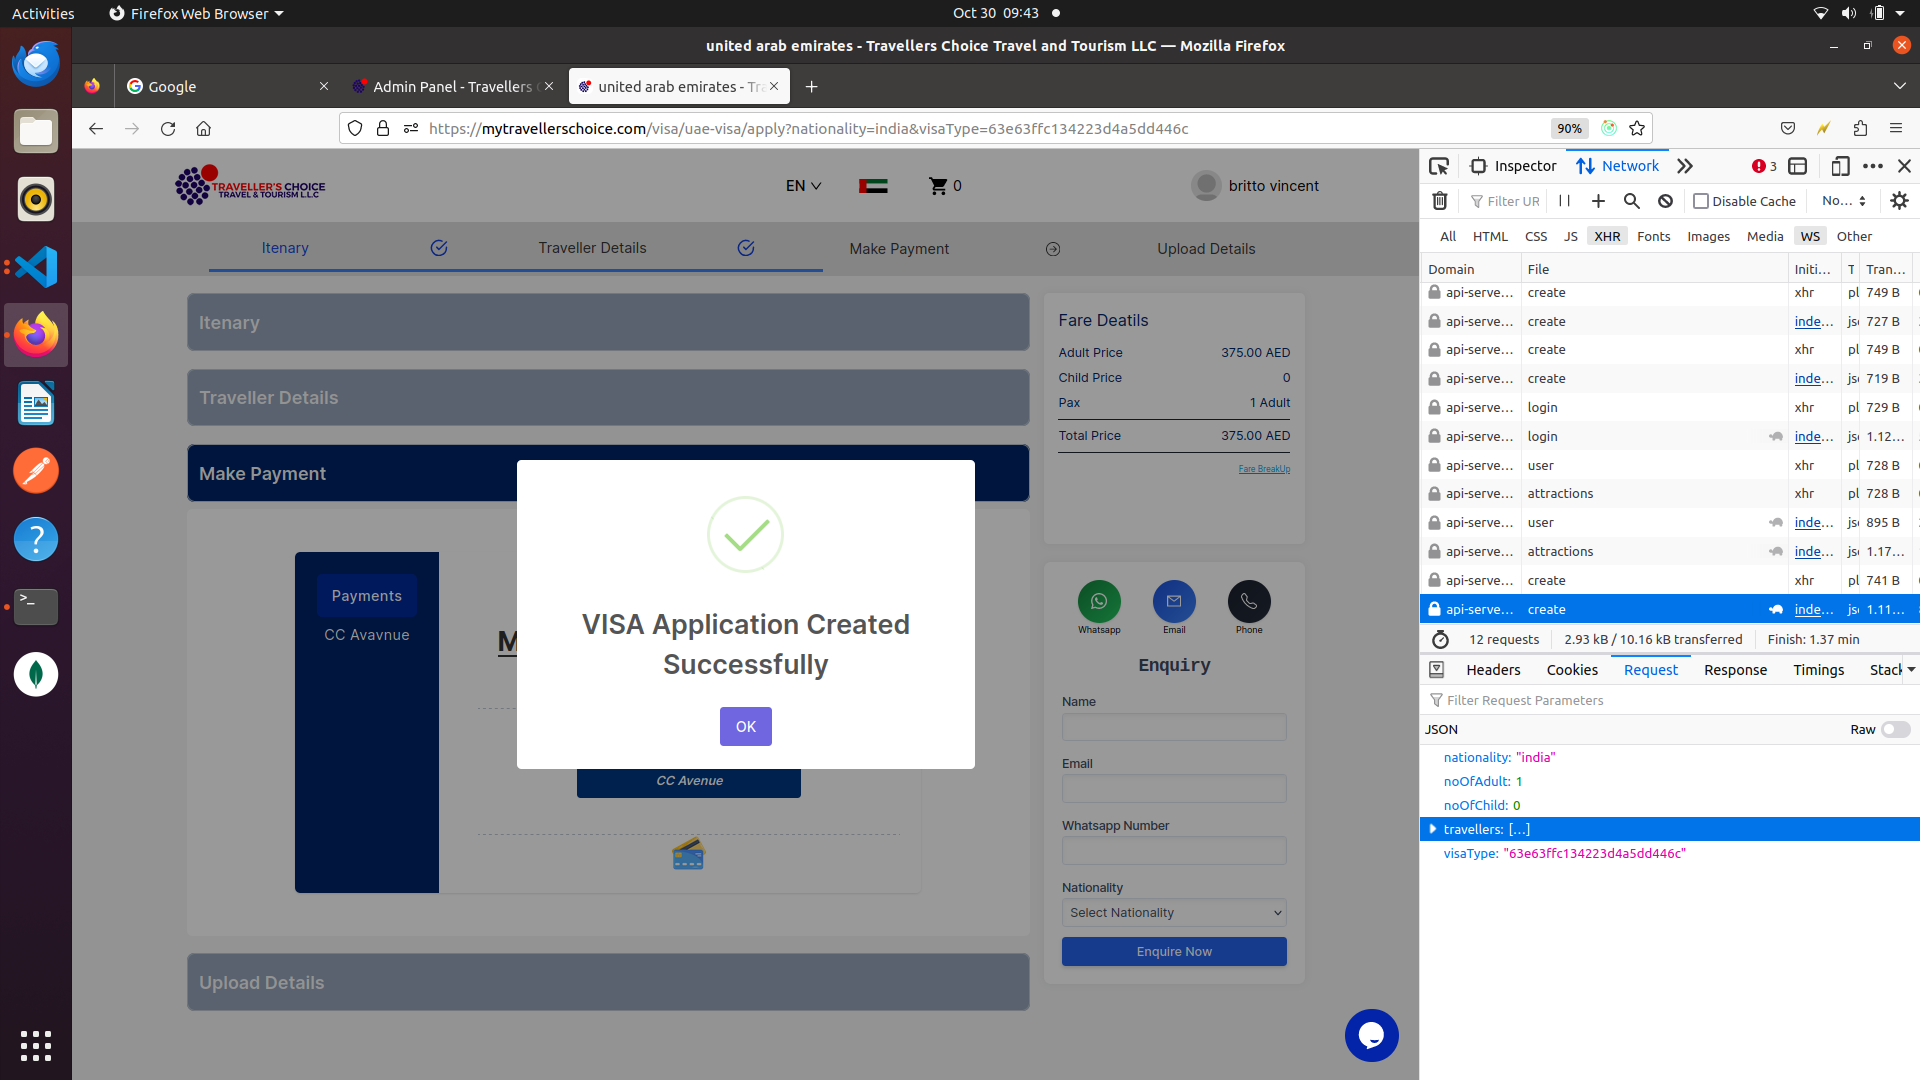 Activities
Firefox Web Browser
Oct 30 09:43
united arab emirates - Travellers Choice Travel and Tourism LLC — Mozilla Firefox
Google
Admin Panel - Travellers
united arab emirates - Tra
https://mytravellerschoice.com/visa/uae-visa/apply?nationality=india&visaType=63e63ffc134223d4a5dd446c
90%
TRAVELLER'S CHOICE
TRAVEL & TOURISM LLC
EN
0
britto vincent
Itenary
Traveller Details
Make Payment
Upload Details
Itenary
Traveller Details
Make Payment
Payments
CC Avavnue
M
VISA Application Created
Successfully
OK
CC Avenue
Upload Details
Fare Deatils
Adult Price 375.00 AED
Child Price 0
Pax 1 Adult
Total Price 375.00 AED
Fare BreakUp
Whatsapp
Email
Phone
Enquiry
Name
Email
Whatsapp Number
Nationality
Select Nationality
Enquire Now
Inspector
Network
3
Filter UR
Disable Cache
No...
All HTML CSS JS XHR Fonts Images Media WS Other
Domain File Initi... T Tran...
api-serve... create xhr pl 749 B
api-serve... create inde... js 727 B
api-serve... create xhr pl 749 B
api-serve... create inde... js 719 B
api-serve... login xhr pl 729 B
api-serve... login inde... js 1.12...
api-serve... user xhr pl 728 B
api-serve... attractions xhr pl 728 B
api-serve... user inde... js 895 B
api-serve... attractions inde... js 1.17...
api-serve... create xhr pl 741 B
api-serve... create inde... js 1.11...
12 requests
2.93 kB / 10.16 kB transferred
Finish: 1.37 min
Headers Cookies Request Response Timings Stack
Filter Request Parameters
JSON
Raw
nationality: "india"
noOfAdult: 1
noOfChild: 0
travellers: [...]
visaType: "63e63ffc134223d4a5dd446c"